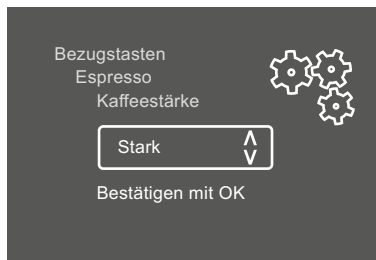 Bezugstasten
Espresso
Kaffeestärke
Stark
Bestätigen mit OK